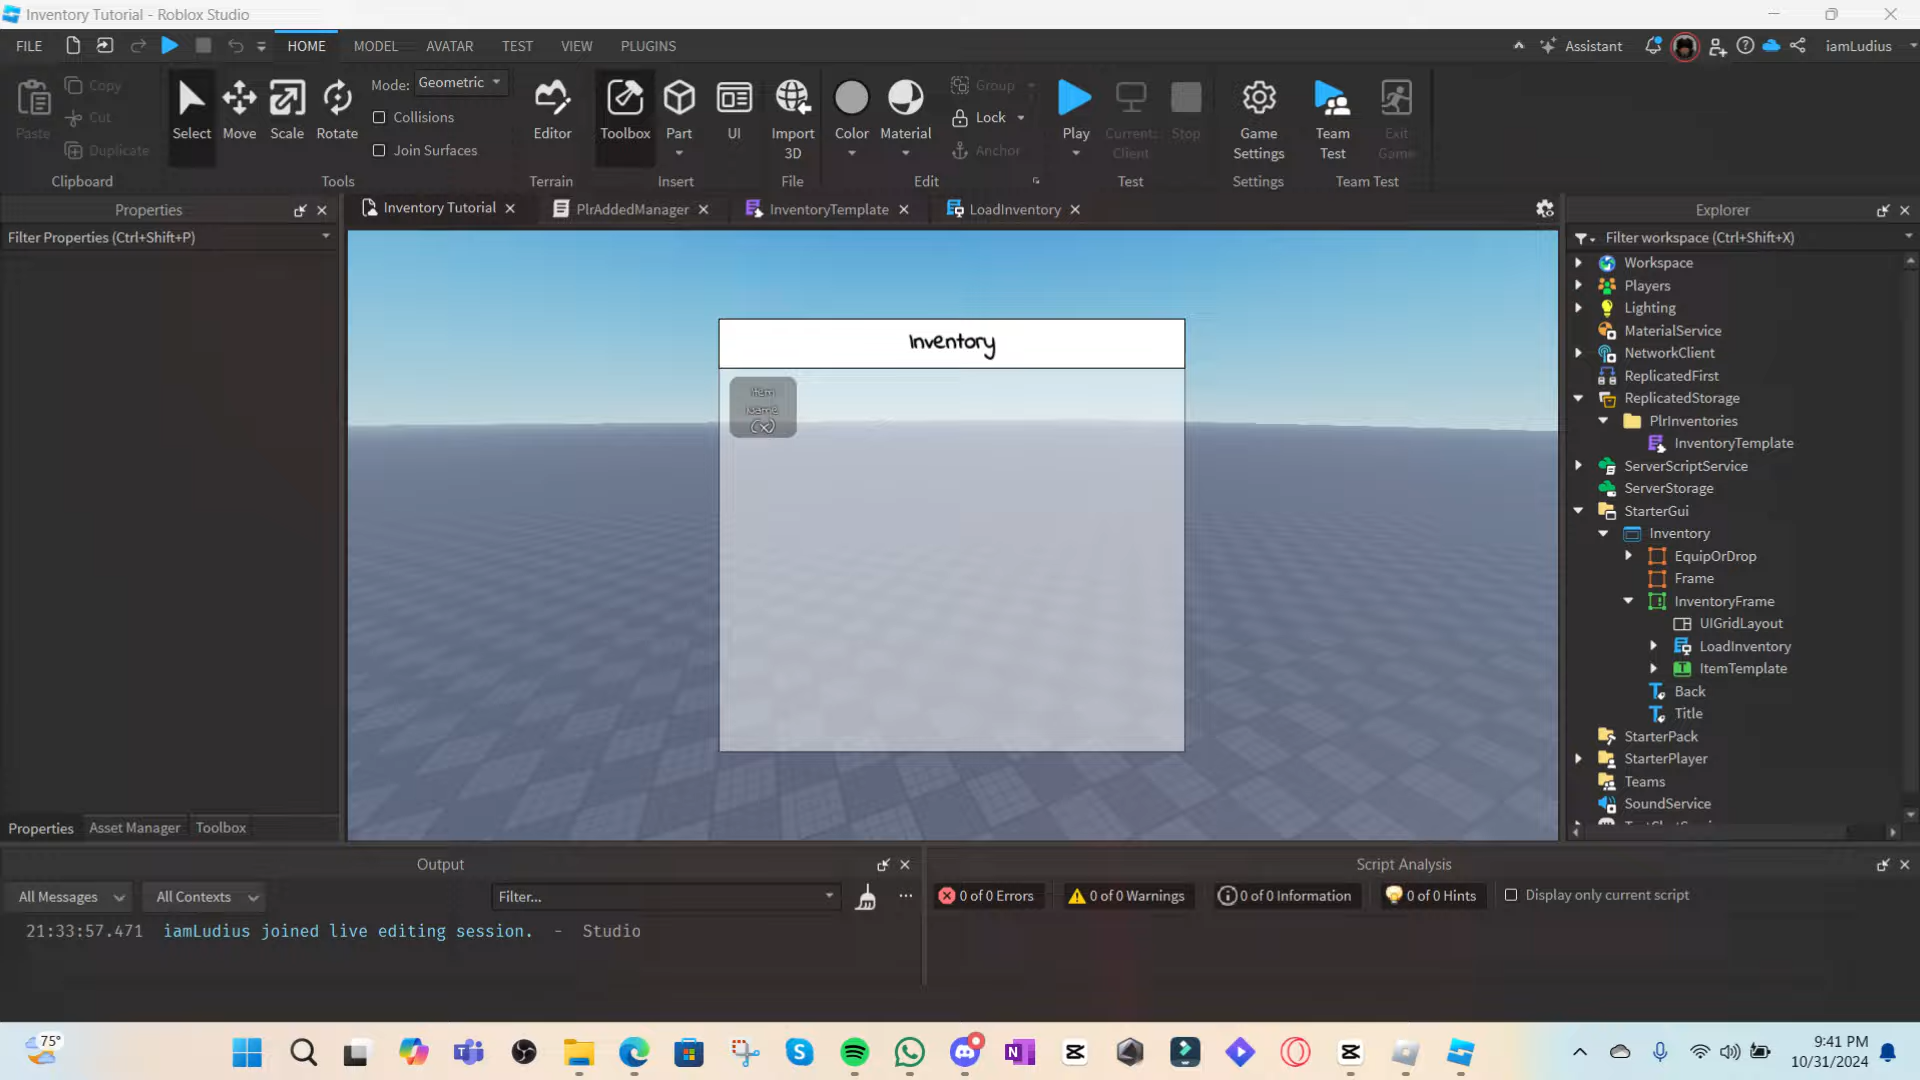 Inventory Tutorial - Roblox Studio
FILE
HOME
MODEL
AVATAR
TEST
VIEW
PLUGINS
Assistant
iamLudius
Paste
Copy
Cut
Duplicate
Clipboard
Select
Move
Scale
Rotate
Mode: Geometric
Collisions
Join Surfaces
Tools
Editor
Terrain
Toolbox
Part
UI
Insert
Import
3D
File
Color
Material
Group
Lock
Anchor
Edit
Play
Current:
Client
Stop
Test
Game
Settings
Settings
Team
Test
Exit
Game
Team Test
Properties
Filter Properties (Ctrl+Shift+P)
Inventory Tutorial
PlrAddedManager
InventoryTemplate
LoadInventory
Inventory
Item
Name
(x)
Explorer
Filter workspace (Ctrl+Shift+X)
Workspace
Players
Lighting
MaterialService
NetworkClient
ReplicatedFirst
ReplicatedStorage
PlrInventories
InventoryTemplate
ServerScriptService
ServerStorage
StarterGui
Inventory
EquipOrDrop
Frame
InventoryFrame
UIGridLayout
LoadInventory
ItemTemplate
Back
Title
StarterPack
StarterPlayer
Teams
SoundService
Properties
Asset Manager
Toolbox
Output
All Messages
All Contexts
Filter...
21:33:57.471 iamLudius joined live editing session. - Studio
Script Analysis
0 of 0 Errors
0 of 0 Warnings
0 of 0 Information
0 of 0 Hints
Display only current script
75°
9:41 PM
10/31/2024